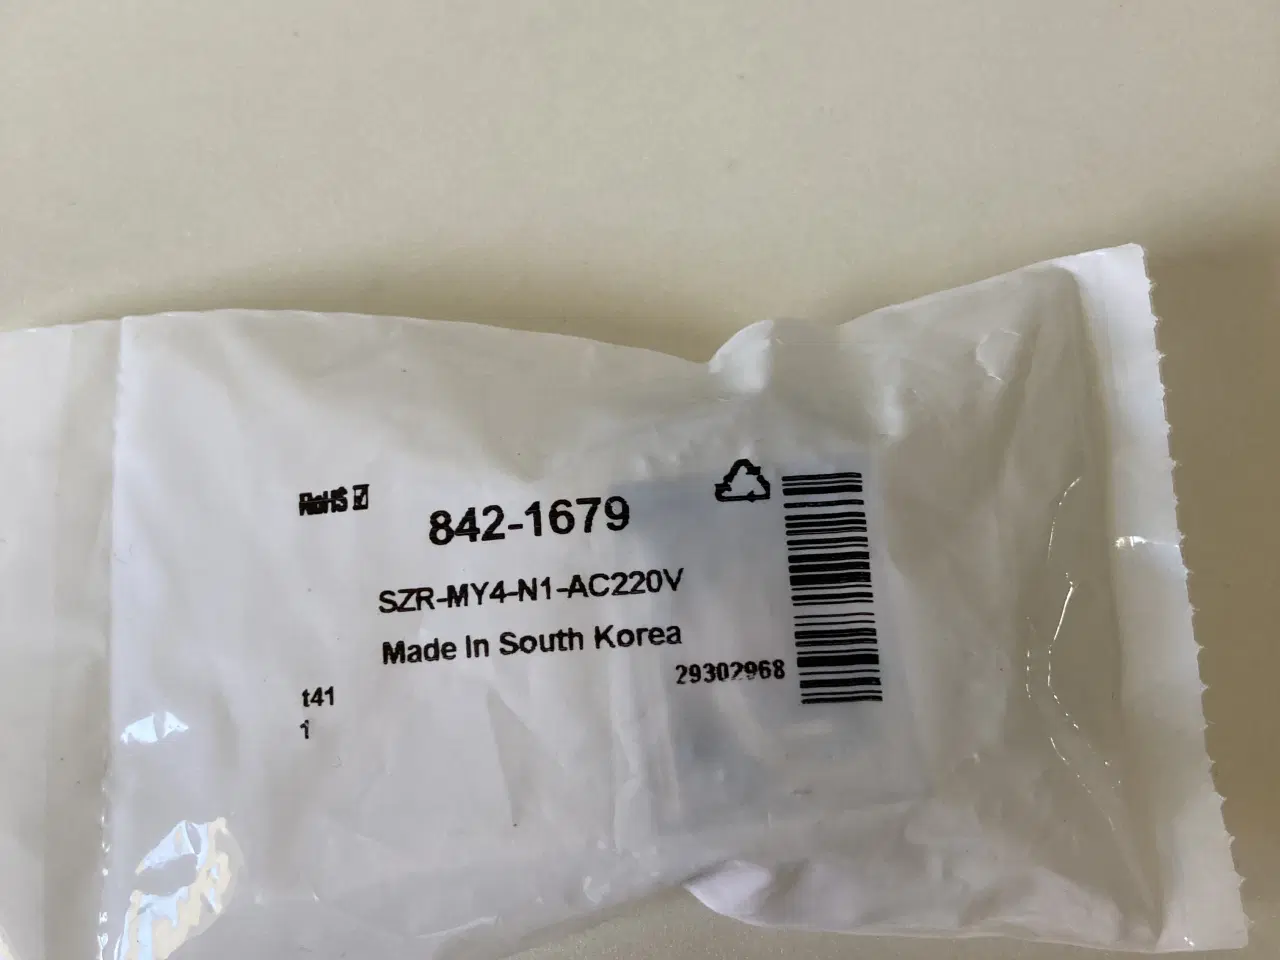 RoHS
842-1679
SZR-MY4-N1-AC220V
Made In South Korea
29302968
t41
1